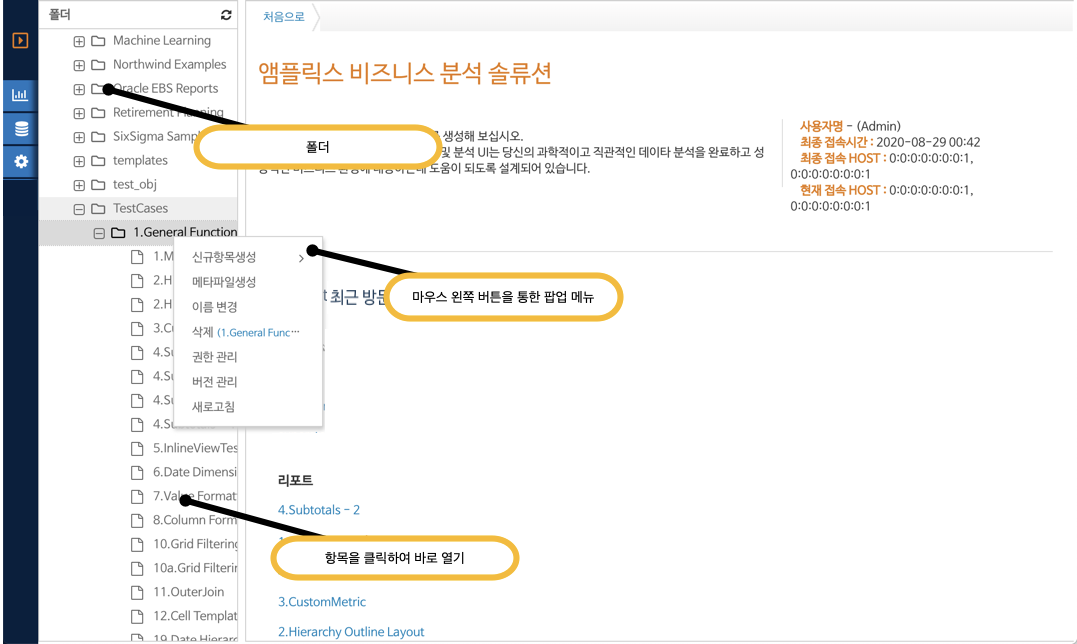 폴더
Machine Learning
Northwind Examples
Oracle EBS Reports
Retirement Planning
SixSigma Samp
templates
test_obj
TestCases
1.General Function
1.M
2.H
2.H
3.C
4.S
4.S
4.S
4.Su
5.InlineViewTes
6.Date Dimensi
7.Value Format
8.Column Form
10.Grid Filtering
10a.Grid Filterin
11.OuterJoin
12.Cell Templat
19.Date Hierarc
신규항목생성
메타파일생성
이름 변경
삭제 (1.General Func…
권한 관리
버전 관리
새로고침
처음으로
앰플릭스 비즈니스 분석 솔루션
생성해 보십시오.
및 분석 UI는 당신의 과학적이고 직관적인 데이타 분석을 완료하고 성
도움이 되도록 설계되어 있습니다.
사용자명 - (Admin)
최종 접속시간 : 2020-08-29 00:42
최종 접속 HOST : 0:0:0:0:0:0:0:1,
0:0:0:0:0:0:0:1
현재 접속 HOST : 0:0:0:0:0:0:0:1,
0:0:0:0:0:0:0:1
폴더
마우스 왼쪽 버튼을 통한 팝업 메뉴
최근 방문
리포트
4.Subtotals - 2
항목을 클릭하여 바로 열기
3.CustomMetric
2.Hierarchy Outline Layout